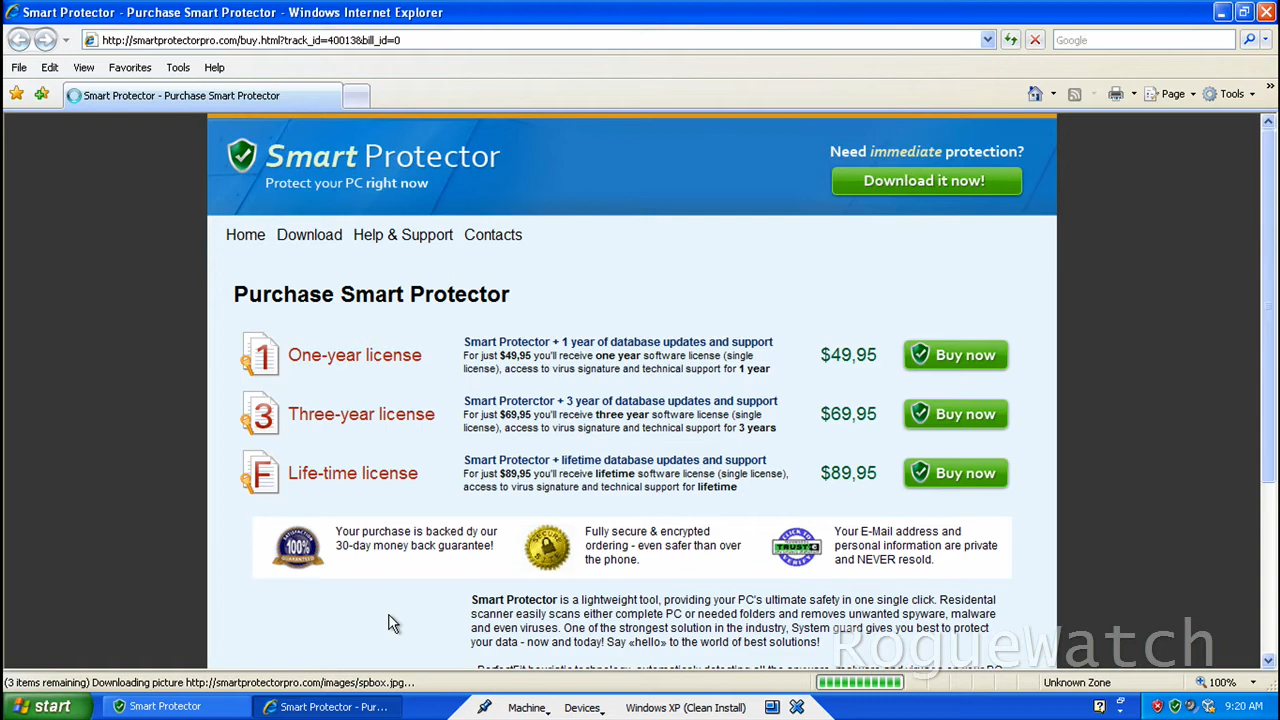 Smart Protector - Purchase Smart Protector - Windows Internet Explorer
http://smartprotectorpro.com/buy.html?track_id=40013&bill_id=0
Google
File Edit View Favorites Tools Help
Smart Protector - Purchase Smart Protector
Page Tools
Smart Protector
Protect your PC right now
Need immediate protection?
Download it now!
Home Download Help & Support Contacts
Purchase Smart Protector
1 One-year license
Smart Protector + 1 year of database updates and support
For just $49,95 you'll receive one year software license (single
license), access to virus signature and technical support for 1 year
$49,95
Buy now
3 Three-year license
Smart Proterctor + 3 year of database updates and support
For just $69,95 you'll receive three year software license (single
license), access to virus signature and technical support for 3 years
$69,95
Buy now
F Life-time license
Smart Protector + lifetime database updates and support
For just $89,95 you'll receive lifetime software license (single license),
access to virus signature and technical support for lifetime
$89,95
Buy now
100%
Your purchase is backed dy our
30-day money back guarantee!
Fully secure & encrypted
ordering - even safer than over
the phone.
Your E-Mail address and
personal information are private
and NEVER resold.
Smart Protector is a lightweight tool, providing your PC's ultimate safety in one single click. Residental
scanner easily scans either complete PC or needed folders and removes unwanted spyware, malware
and even viruses. One of the strongest solution in the industry, System guard gives you best to protect
your data - now and today! Say «hello» to the world of best solutions!
RogueWatch
(3 items remaining) Downloading picture http://smartprotectorpro.com/images/spbox.jpg...
Unknown Zone
100%
start
Smart Protector
Smart Protector - Pur...
Machine
Devices
Windows XP (Clean Install)
9:20 AM